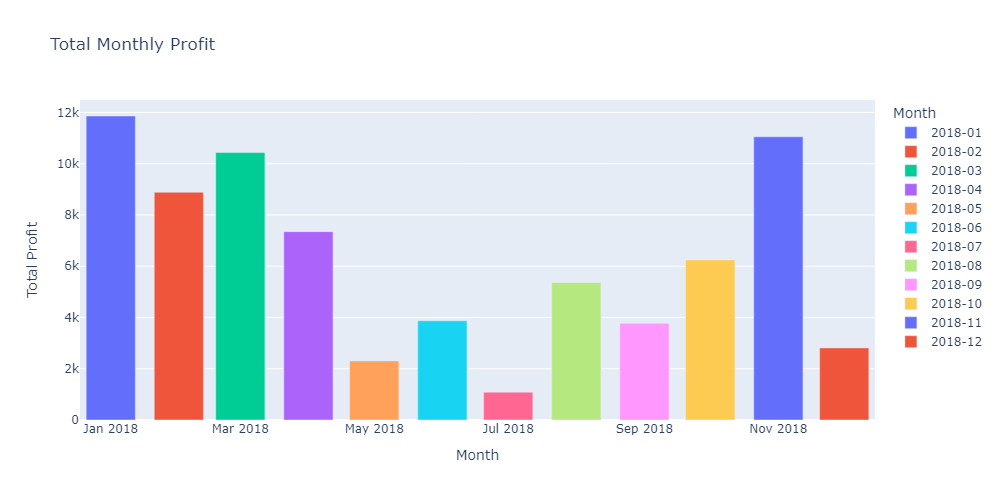 Total Monthly Profit
12k
10k
8k
6k
4k
2k
0
Total Profit
Jan 2018
Mar 2018
May 2018
Jul 2018
Sep 2018
Nov 2018
Month
Month
2018-01
2018-02
2018-03
2018-04
2018-05
2018-06
2018-07
2018-08
2018-09
2018-10
2018-11
2018-12